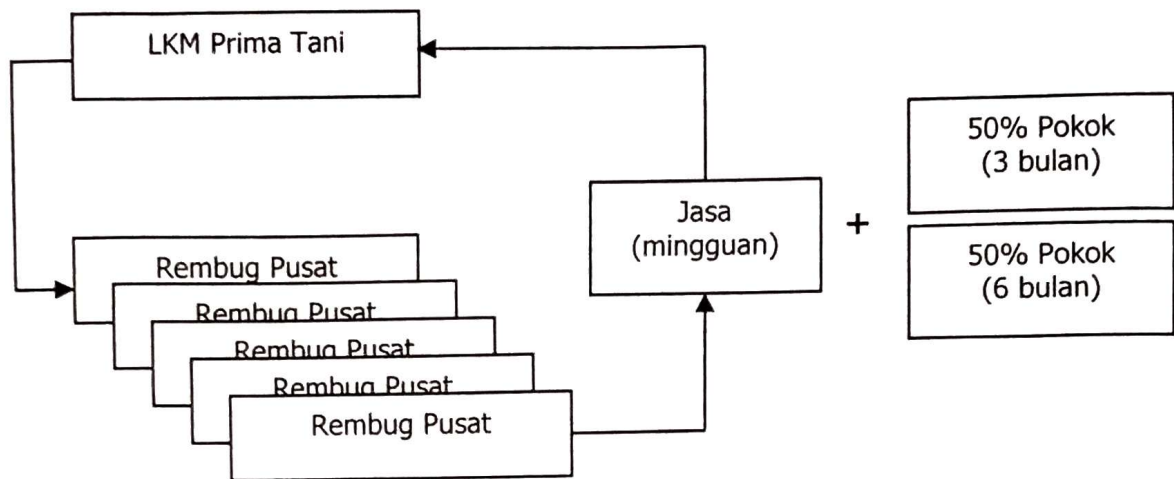 LKM Prima Tani
50% Pokok
(3 bulan)
Jasa
(mingguan)
+
50% Pokok
(6 bulan)
Rembug Pusat
Rembug Pusat
Rembug Pusat
Rembug Pusat
Rembug Pusat